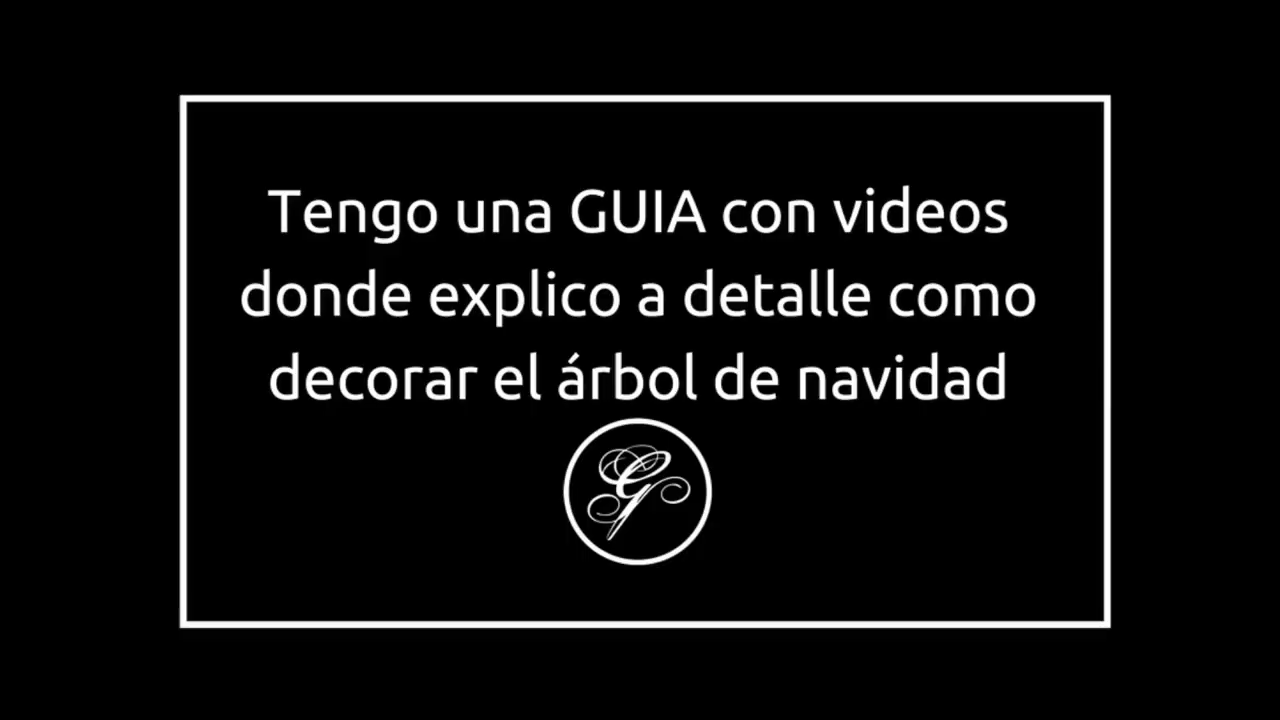 Tengo una GUIA con videos
donde explico a detalle como
decorar el árbol de navidad
G